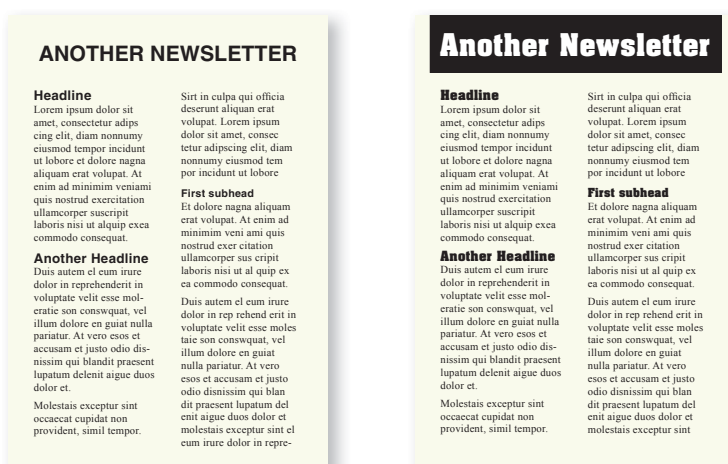 ANOTHER NEWSLETTER
Headline
Lorem ipsum dolor sit
amet, consectetur adips
cing elit, diam nonnumy
eiusmod tempor incidunt
ut lobore et dolore nagna
aliquam erat volupat. At
enim ad minimim veniami
quis nostrud exercitation
ullamcorper suscripit
laboris nisi ut alquip exea
commodo consequat.
Another Headline
Duis autem el eum irure
dolor in reprehenderit in
voluptate velit esse mol-
eratie son conswquat, vel
illum dolore en guiat nulla
pariatur. At vero esos et
accusam et justo odio dis-
nissim qui blandit praesent
lupatum delenit aigue duos
dolor et.
Molestais exceptur sint
occaecat cupidat non
provident, simil tempor.
Sirt in culpa qui officia
deserunt aliquan erat
volupat. Lorem ipsum
dolor sit amet, consec
tetur adipscing elit, diam
nonnumy eiusmod tem
por incidunt ut lobore
First subhead
Et dolore nagna aliquam
erat volupat. At enim ad
minimim veni ami quis
nostrud exer citation
ullamcorper sus cripit
laboris nisi ut al quip ex
ea commodo consequat.
Duis autem el eum irure
dolor in rep rehend erit in
voluptate velit esse moles
taie son conswquat, vel
illum dolore en guiat
nulla pariatur. At vero
esos et accusam et justo
odio disnissim qui blan
dit praesent lupatum del
enit aigue duos dolor et
molestais exceptur sint el
eum irure dolor in repre-
Another Newsletter
Headline
Lorem ipsum dolor sit
amet, consectetur adips
cing elit, diam nonnumy
eiusmod tempor incidunt
ut lobore et dolore nagna
aliquam erat volupat. At
enim ad minimim veniami
quis nostrud exercitation
ullamcorper suscripit
laboris nisi ut alquip exea
commodo consequat.
Another Headline
Duis autem el eum irure
dolor in reprehenderit in
voluptate velit esse mol-
eratie son conswquat, vel
illum dolore en guiat nulla
pariatur. At vero esos et
accusam et justo odio dis-
nissim qui blandit praesent
lupatum delenit aigue duos
dolor et.
Molestais exceptur sint
occaecat cupidat non
provident, simil tempor.
Sirt in culpa qui officia
deserunt aliquan erat
volupat. Lorem ipsum
dolor sit amet, consec
tetur adipscing elit, diam
nonnumy eiusmod tem
por incidunt ut lobore
First subhead
Et dolore nagna aliquam
erat volupat. At enim ad
minimim veni ami quis
nostrud exer citation
ullamcorper sus cripit
laboris nisi ut al quip ex
ea commodo consequat.
Duis autem el eum irure
dolor in rep rehend erit in
voluptate velit esse moles
taie son conswquat, vel
illum dolore en guiat
nulla pariatur. At vero
esos et accusam et justo
odio disnissim qui blan
dit praesent lupatum del
enit aigue duos dolor et
molestais exceptur sint